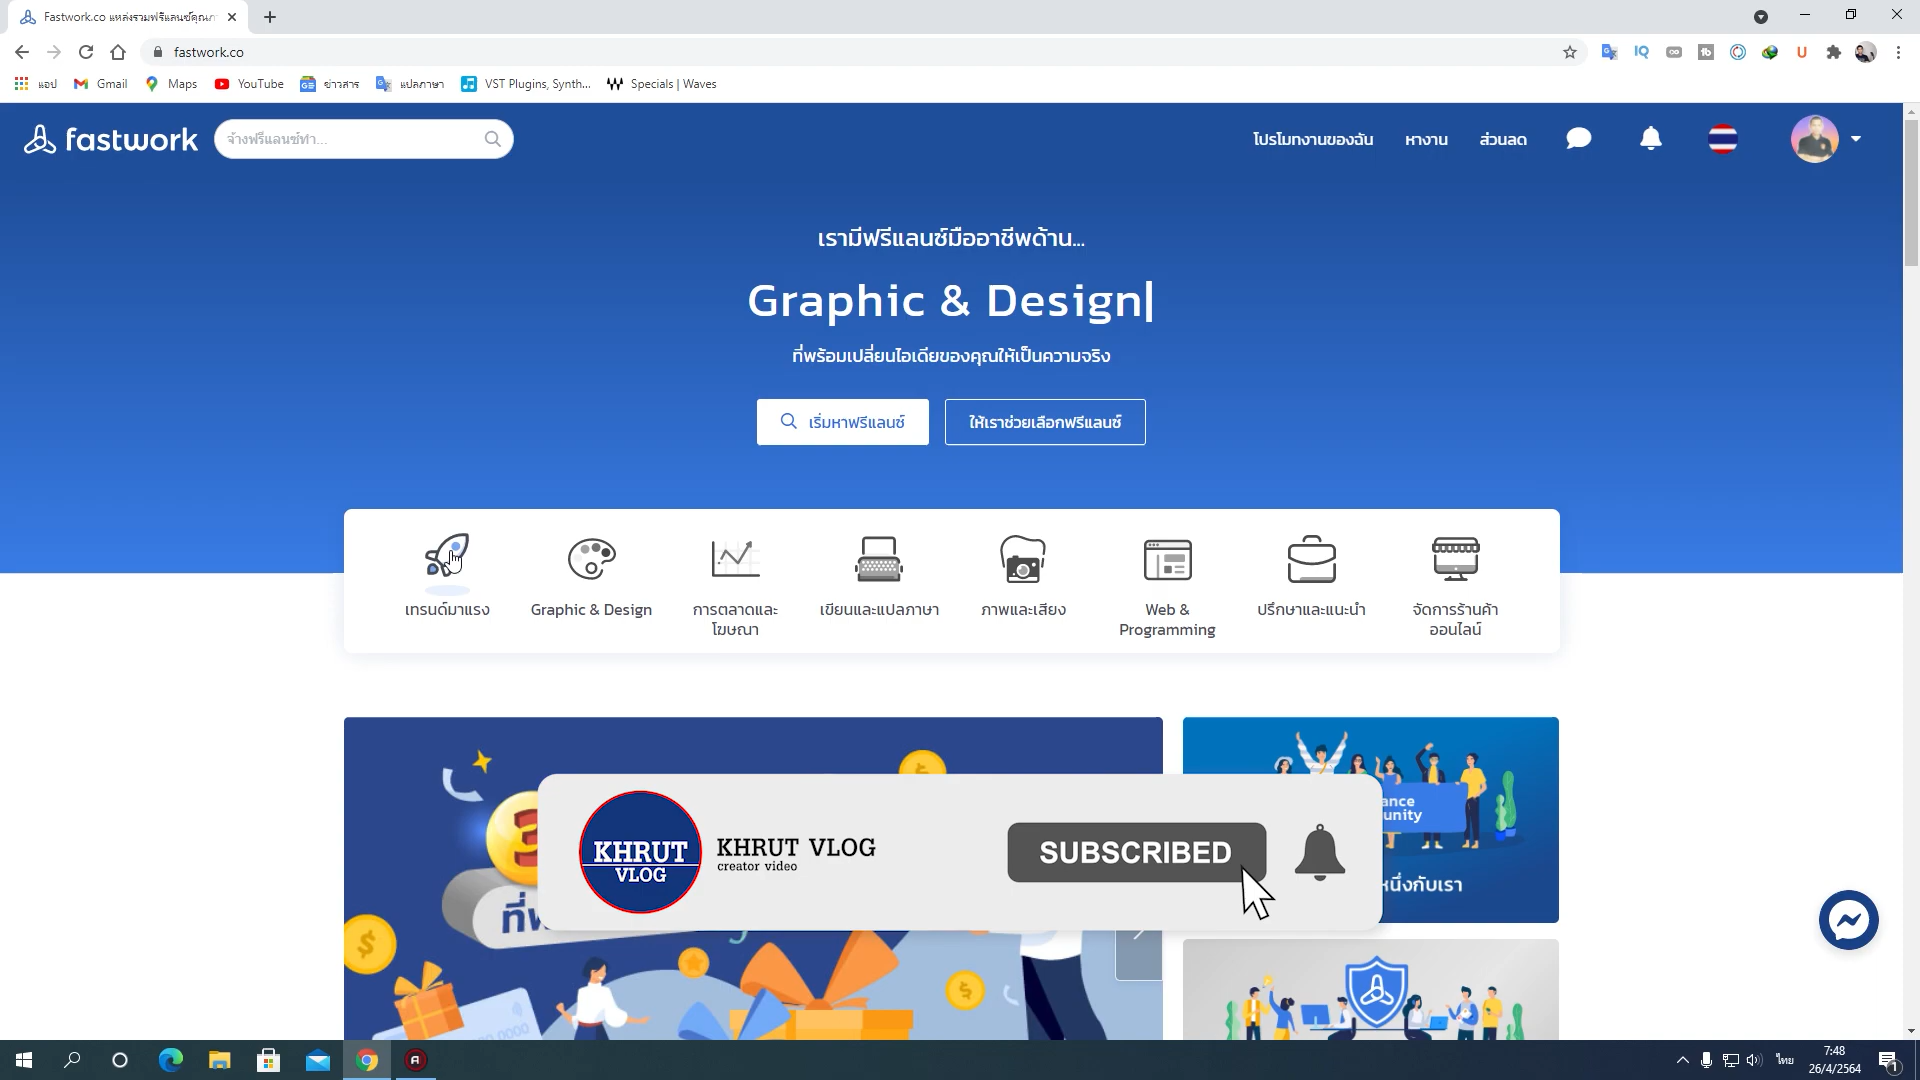 Fastwork.co แหล่งรวมฟรีแลนซ์คุณภา
fastwork.co
แอป
Gmail
Maps
YouTube
ข่าวสาร
แปลภาษา
VST Plugins, Synth...
Specials | Waves
fastwork
จ้างฟรีแลนซ์ทำ...
โปรโมทงานของฉัน
หางาน
ส่วนลด
เรามีฟรีแลนซ์มืออาชีพด้าน...
Graphic & Design|
ที่พร้อมเปลี่ยนไอเดียของคุณให้เป็นความจริง
เริ่มหาฟรีแลนซ์
ให้เราช่วยเลือกฟรีแลนซ์
เทรนด์มาแรง
Graphic & Design
การตลาดและ
โฆษณา
เขียนและแปลภาษา
ภาพและเสียง
Web &
Programming
ปรึกษาและแนะนำ
จัดการร้านค้า
ออนไลน์
KHRUT
VLOG
KHRUT VLOG
creator video
SUBSCRIBED
ance
unity
หนึ่งกับเรา
3
ที่
ไทย
7:48
26/4/2564
1